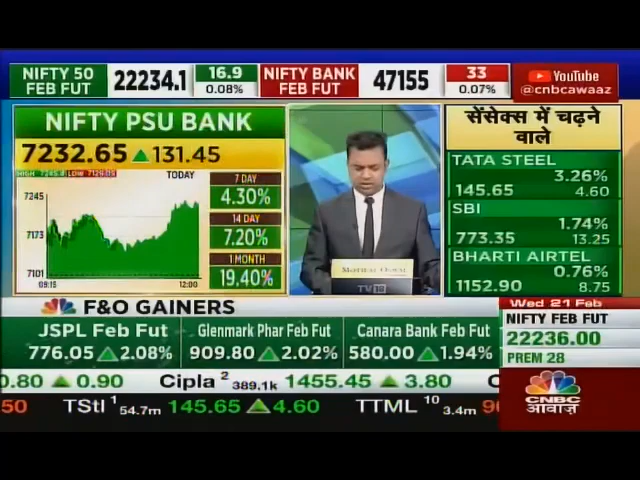 NIFTY 50
FEB FUT
22234.1
16.9
0.08%
NIFTY BANK
FEB FUT
47155
33
0.07%
YouTube
@cnbcawaaz
NIFTY PSU BANK
7232.65 ▲ 131.45
TODAY
7245
7173
7101
09:15
12:00
7 DAY
4.30%
14 DAY
7.20%
1 MONTH
19.40%
TV18
सेंसेक्स में चढ़ने
वाले
TATA STEEL
3.26%
145.65 4.60
SBI
1.74%
773.35 13.25
BHARTI AIRTEL
0.76%
1152.90 8.75
F&O GAINERS
JSPL Feb Fut
776.05 ▲ 2.08%
Glenmark Phar Feb Fut
909.80 ▲ 2.02%
Canara Bank Feb Fut
580.00 ▲ 1.94%
Wed 21 Feb
NIFTY FEB FUT
22236.00
PREM 28
0.80 ▲ 0.90 Cipla 2 389.1k 1455.45 ▲ 3.80
50 TStl 1 54.7m 145.65 ▲ 4.60 TTML 10 3.4m
CNBC
आवाज़